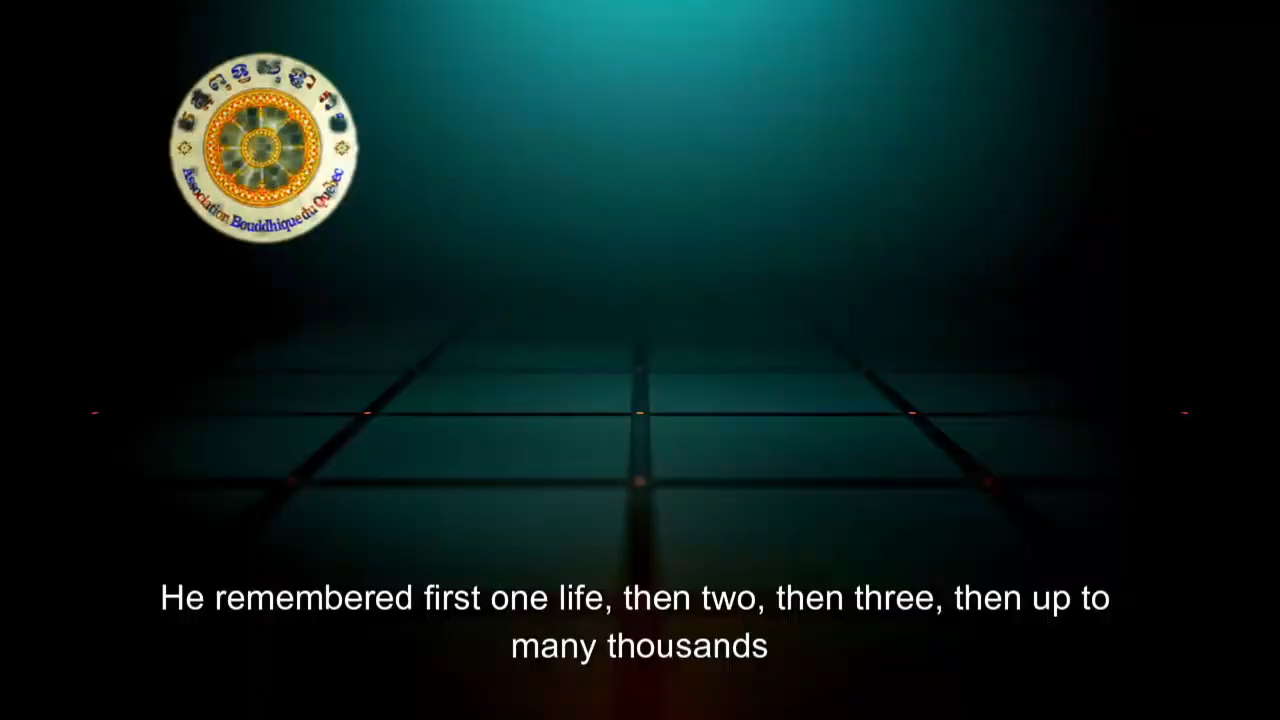 Association Bouddhique du Québec
He remembered first one life, then two, then three, then up to
many thousands